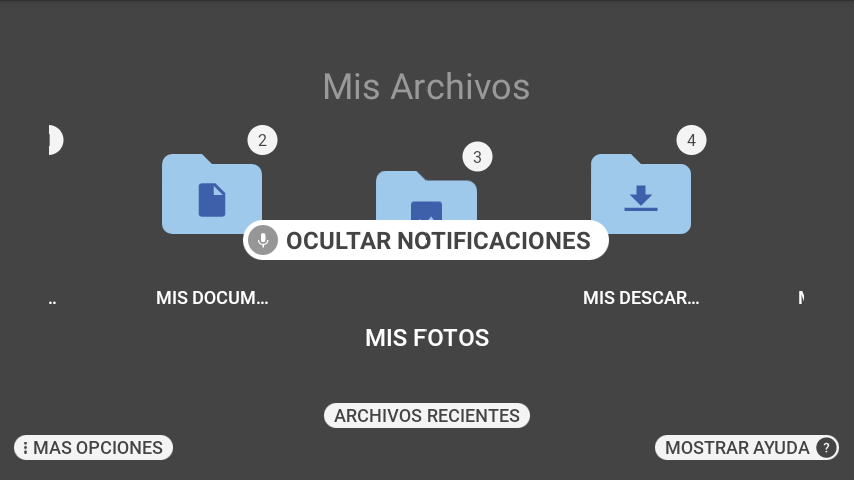 Mis Archivos
2
3
4
OCULTAR NOTIFICACIONES
..
MIS DOCUM...
MIS DESCAR...
MIS FOTOS
ARCHIVOS RECIENTES
MAS OPCIONES
MOSTRAR AYUDA ?